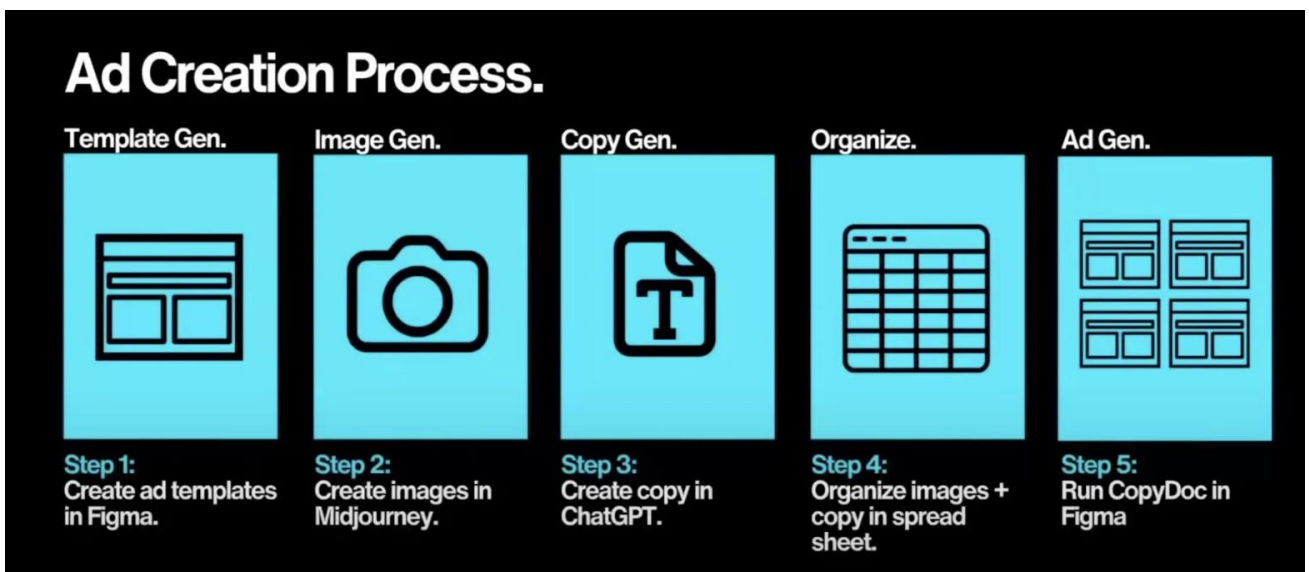 Ad Creation Process.
Template Gen.
Image Gen.
Copy Gen.
Organize.
Ad Gen.
T
Step 1:
Create ad templates
in Figma.
Step 2:
Create images in
Midjourney.
Step 3:
Create copy in
ChatGPT.
Step 4:
Organize images +
copy in spread
sheet.
Step 5:
Run CopyDoc in
Figma